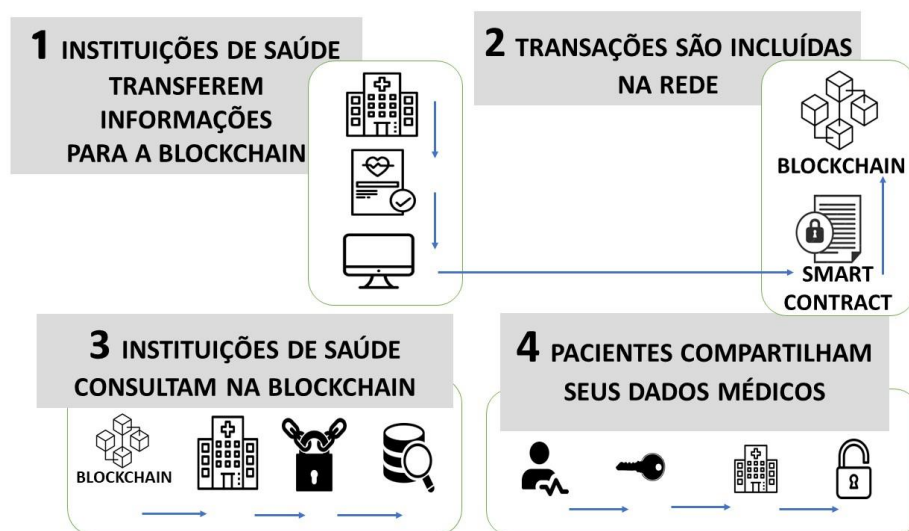 1 INSTITUIÇÕES DE SAÚDE
TRANSFEREM
INFORMAÇÕES
PARA A BLOCKCHAIN
2 TRANSAÇÕES SÃO INCLUÍDAS
NA REDE
BLOCKCHAIN
SMART
CONTRACT
3 INSTITUIÇÕES DE SAÚDE
CONSULTAM NA BLOCKCHAIN
BLOCKCHAIN
4 PACIENTES COMPARTILHAM
SEUS DADOS MÉDICOS